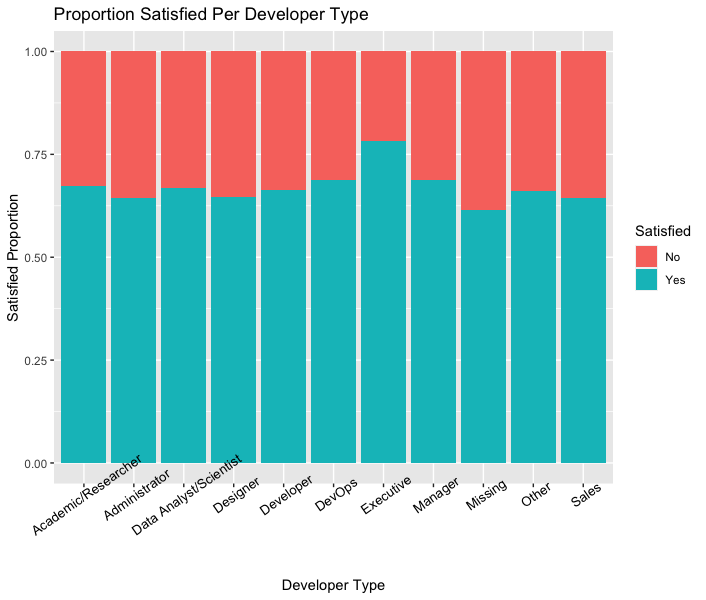 Proportion Satisfied Per Developer Type
Satisfied Proportion
1.00
0.75
0.50
0.25
0.00
Academic/Researcher
Administrator
Data Analyst/Scientist
Designer
Developer
DevOps
Executive
Manager
Missing
Other
Sales
Developer Type
Satisfied
No
Yes